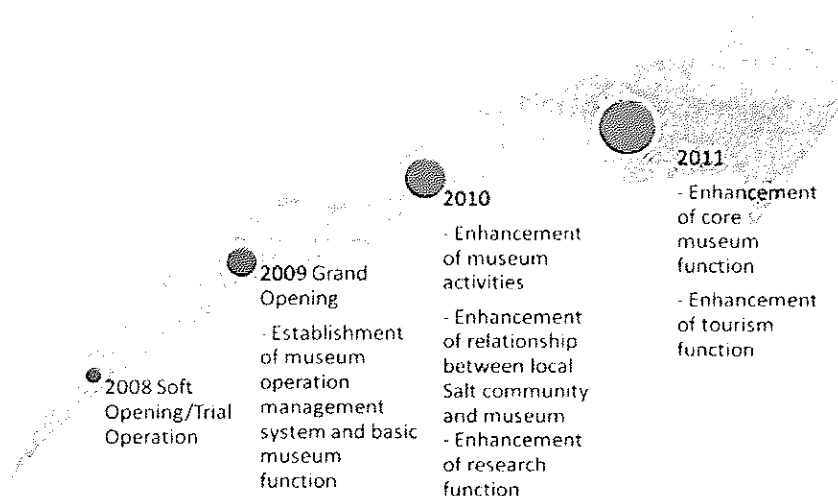 2008 Soft
Opening/Trial
Operation
2009 Grand
Opening
- Establishment
of museum
operation
management
system and basic
museum
function
2010
- Enhancement
of museum
activities
- Enhancement
of relationship
between local
Salt community
and museum
- Enhancement
of research
function
2011
- Enhancement
of core
museum
function
- Enhancement
of tourism
function